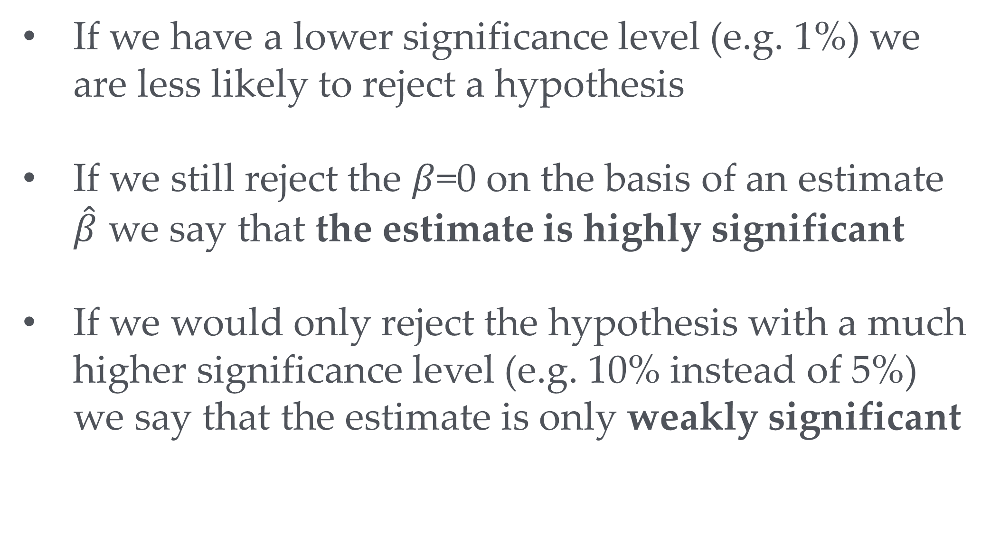 • If we have a lower significance level (e.g. 1%) we
are less likely to reject a hypothesis
• If we still reject the β=0 on the basis of an estimate
β̂ we say that the estimate is highly significant
• If we would only reject the hypothesis with a much
higher significance level (e.g. 10% instead of 5%)
we say that the estimate is only weakly significant